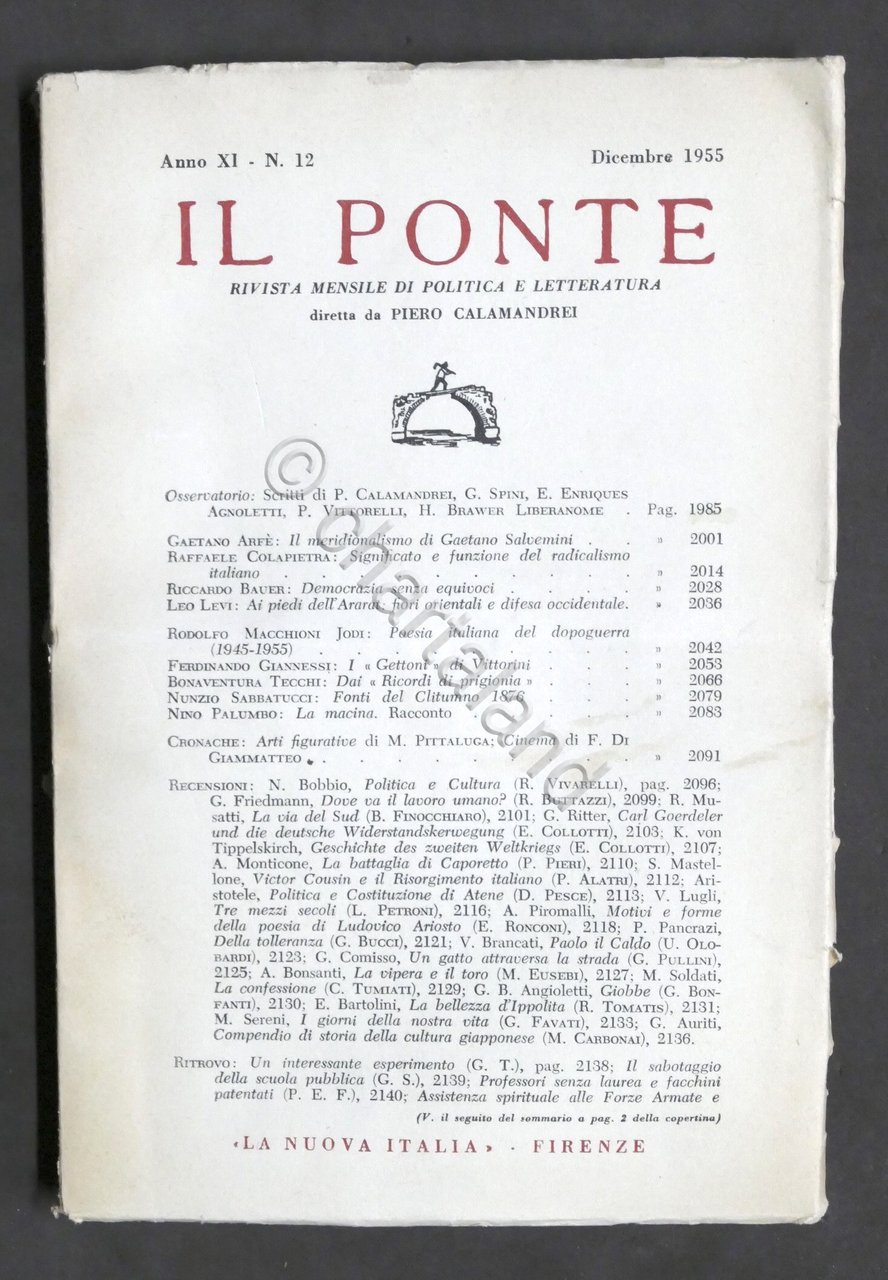 Anno XI - N. 12 Dicembre 1955
IL PONTE
RIVISTA MENSILE DI POLITICA E LETTERATURA
diretta da PIERO CALAMANDREI
Osservatorio: Scritti di P. CALAMANDREI, G. SPINI, E. ENRIQUES
AGNOLETTI, P. VITTORELLI, H. BRAWER LIBERANOME . Pag. 1985
GAETANO ARFÈ: Il meridionalismo di Gaetano Salvemini . . » 2001
RAFFAELE COLAPIETRA: Significato e funzione del radicalismo
italiano . . . . . . . . . . » 2014
RICCARDO BAUER: Democrazia senza equivoci . . . . » 2028
LEO LEVI: Ai piedi dell'Ararat, fiori orientali e difesa occidentale. » 2036
RODOLFO MACCHIONI JODI: Poesia italiana del dopoguerra
(1945-1955) . . . . . . . . . » 2042
FERDINANDO GIANNESSI: I « Gettoni » di Vittorini . . . » 2053
BONAVENTURA TECCHI: Dai « Ricordi di prigionia » . . . » 2066
NUNZIO SABBATUCCI: Fonti del Clitumno 1876 . . . . » 2079
NINO PALUMBO: La macina. Racconto . . . . . » 2083
CRONACHE: Arti figurative di M. PITTALUGA; Cinema di F. DI
GIAMMATTEO . . . . . . . . . » 2091
RECENSIONI: N. Bobbio, Politica e Cultura (R. VIVARELLI), pag. 2096;
G. Friedmann, Dove va il lavoro umano? (R. BUTTAZZI), 2099; R. Mu-
satti, La via del Sud (B. FINOCCHIARO), 2101; G. Ritter, Carl Goerdeler
und die deutsche Widerstandskerwegung (E. COLLOTTI), 2103; K. von
Tippelskirch, Geschichte des zweiten Weltkriegs (E. COLLOTTI), 2107;
A. Monticone, La battaglia di Caporetto (P. PIERI), 2110; S. Mastel-
lone, Victor Cousin e il Risorgimento italiano (P. ALATRI), 2112; Ari-
stotele, Politica e Costituzione di Atene (D. PESCE), 2113; V. Lugli,
Tre mezzi secoli (L. PETRONI), 2116; A. Piromalli, Motivi e forme
della poesia di Ludovico Ariosto (E. RONCONI), 2118; P. Pancrazi,
Della tolleranza (G. BUCCI), 2121; V. Brancati, Paolo il Caldo (U. OLO-
BARDI), 2123; G. Comisso, Un gatto attraversa la strada (G. PULLINI),
2125; A. Bonsanti, La vipera e il toro (M. EUSEBI), 2127; M. Soldati,
La confessione (C. TUMIATI), 2129; G. B. Angioletti, Giobbe (G. BON-
FANTI), 2130; E. Bartolini, La bellezza d'Ippolita (R. TOMATIS), 2131;
M. Sereni, I giorni della nostra vita (G. FAVATI), 2133; G. Auriti,
Compendio di storia della cultura giapponese (M. CARBONAI), 2136.
RITROVO: Un interessante esperimento (G. T.), pag. 2138; Il sabotaggio
della scuola pubblica (G. S.), 2139; Professori senza laurea e facchini
patentati (P. E. F.), 2140; Assistenza spirituale alle Forze Armate e
(V. il seguito del sommario a pag. 2 della copertina)
«LA NUOVA ITALIA» - FIRENZE
© chartaland